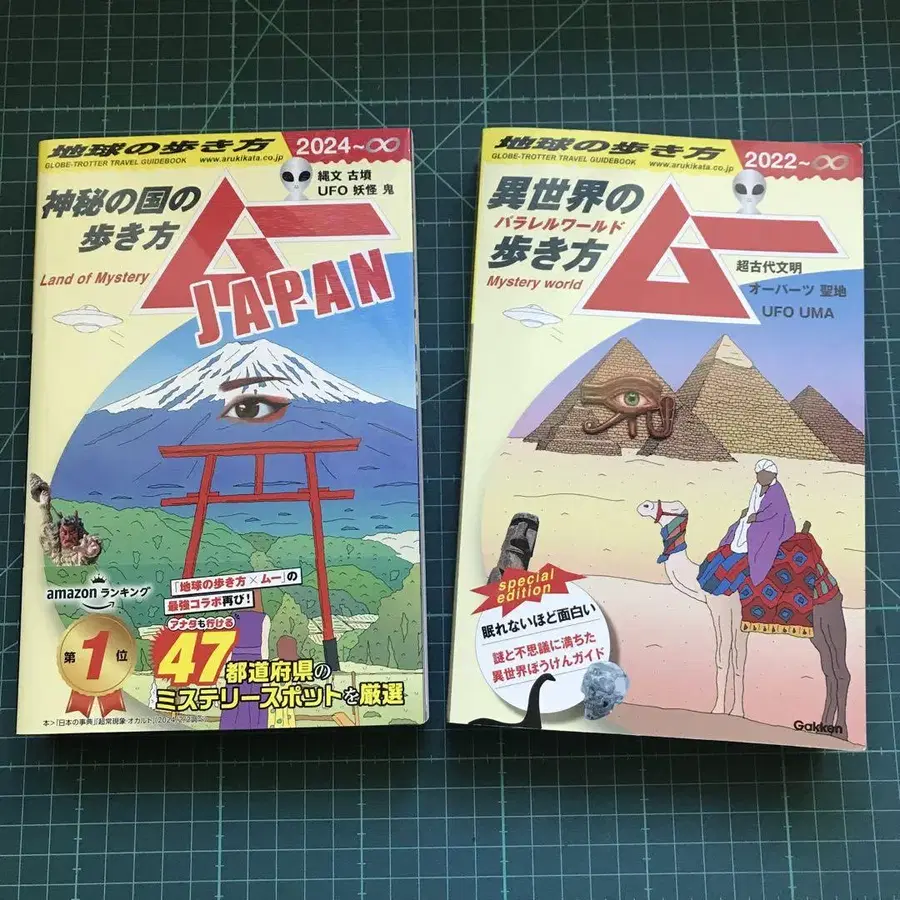 地球の歩き方
2024~∞
GLOBE-TROTTER TRAVEL GUIDEBOOK
www.arukikata.co.jp
神秘の国の
歩き方
Land of Mystery
ムー
JAPAN
縄文 古墳
UFO 妖怪 鬼
amazon ランキング
第1位
「地球の歩き方×ムー」の
最強コラボ再び!
アナタも行ける
47都道府県の
ミステリースポットを厳選
地球の歩き方
2022~∞
GLOBE-TROTTER TRAVEL GUIDEBOOK
www.arukikata.co.jp
異世界の
パラレルワールド
歩き方
Mystery world
ムー
超古代文明
オーパーツ 聖地
UFO UMA
special
edition
眠れないほど面白い
謎と不思議に満ちた
異世界ぼうけんガイド
Gakken